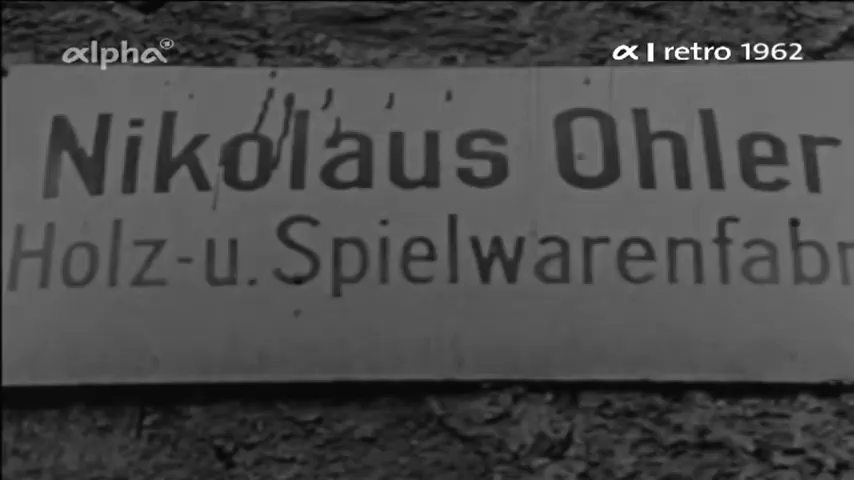 alpha
α | retro 1962
Nikolaus Ohler
Holz-u. Spielwarenfabr